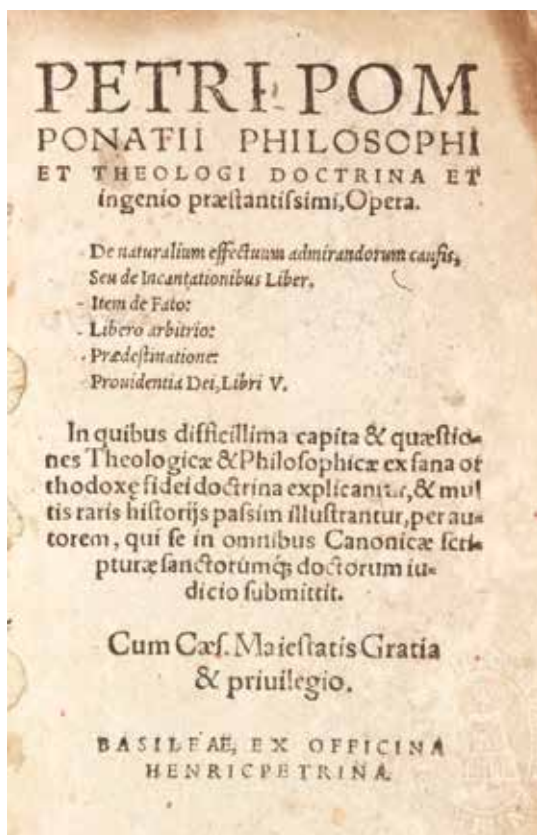 PETRI POM
PONATII PHILOSOPHI
ET THEOLOGI DOCTRINA ET
ingenio præſtantiſsimi, Opera.
De naturalium effectuum admirandorum cauſis,
Seu de Incantationibus Liber.
- Item de Fato:
- Libero arbitrio:
- Prædeſtinatione:
- Prouidentia Dei, Libri V.
In quibus difficillima capita & quæſtio-
nes Theologicæ & Philoſophicæ ex ſana or
thodoxę fidei doctrina explicantur, & mul
tis raris hiſtorijs paſsim illuſtrantur, per au-
torem, qui ſe in omnibus Canonicæ ſcri-
pturæ ſanctorumq́; doctorum iu-
dicio ſubmittit.
Cum Cæſ. Maieſtatis Gratia
& priuilegio.
BASILEAE, EX OFFICINA
HENRICPETRINA